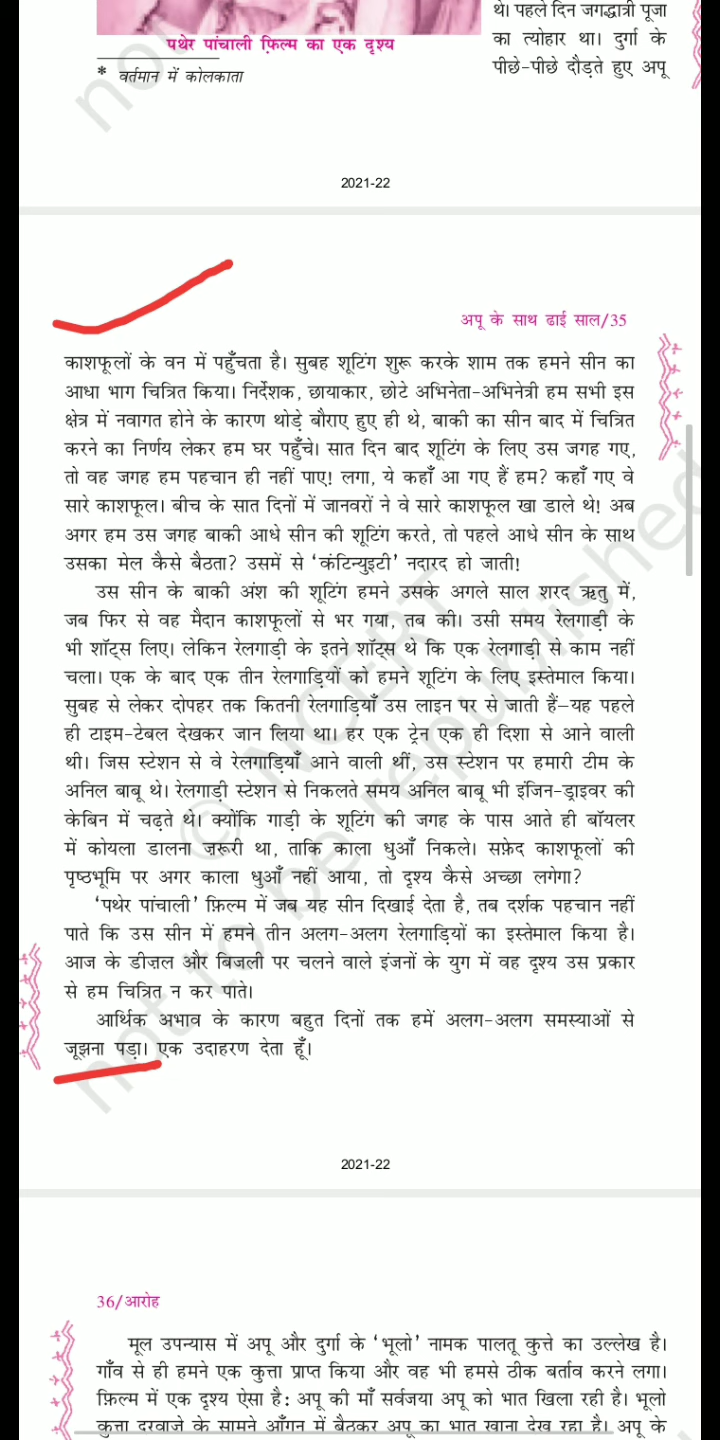 थे। पहले दिन जगद्धात्री पूजा
का त्योहार था। दुर्गा के
पीछे-पीछे दौड़ते हुए अपू
पथेर पांचाली फ़िल्म का एक दृश्य
* वर्तमान में कोलकाता
2021-22
अपू के साथ ढाई साल/35
काशफूलों के वन में पहुँचता है। सुबह शूटिंग शुरू करके शाम तक हमने सीन का
आधा भाग चित्रित किया। निर्देशक, छायाकार, छोटे अभिनेता-अभिनेत्री हम सभी इस
क्षेत्र में नवागत होने के कारण थोड़े बौराए हुए ही थे, बाकी का सीन बाद में चित्रित
करने का निर्णय लेकर हम घर पहुँचे। सात दिन बाद शूटिंग के लिए उस जगह गए,
तो वह जगह हम पहचान ही नहीं पाए! लगा, ये कहाँ आ गए हैं हम? कहाँ गए वे
सारे काशफूल। बीच के सात दिनों में जानवरों ने वे सारे काशफूल खा डाले थे! अब
अगर हम उस जगह बाकी आधे सीन की शूटिंग करते, तो पहले आधे सीन के साथ
उसका मेल कैसे बैठता? उसमें से ‘कंटिन्युइटी’ नदारद हो जाती!
उस सीन के बाकी अंश की शूटिंग हमने उसके अगले साल शरद ऋतु में,
जब फिर से वह मैदान काशफूलों से भर गया, तब की। उसी समय रेलगाड़ी के
भी शॉट्स लिए। लेकिन रेलगाड़ी के इतने शॉट्स थे कि एक रेलगाड़ी से काम नहीं
चला। एक के बाद एक तीन रेलगाड़ियों को हमने शूटिंग के लिए इस्तेमाल किया।
सुबह से लेकर दोपहर तक कितनी रेलगाड़ियाँ उस लाइन पर से जाती हैं–यह पहले
ही टाइम-टेबल देखकर जान लिया था। हर एक ट्रेन एक ही दिशा से आने वाली
थी। जिस स्टेशन से वे रेलगाड़ियाँ आने वाली थीं, उस स्टेशन पर हमारी टीम के
अनिल बाबू थे। रेलगाड़ी स्टेशन से निकलते समय अनिल बाबू भी इंजिन-ड्राइवर की
केबिन में चढ़ते थे। क्योंकि गाड़ी के शूटिंग की जगह के पास आते ही बॉयलर
में कोयला डालना ज़रूरी था, ताकि काला धुआँ निकले। सफ़ेद काशफूलों की
पृष्ठभूमि पर अगर काला धुआँ नहीं आया, तो दृश्य कैसे अच्छा लगेगा?
‘पथेर पांचाली’ फ़िल्म में जब यह सीन दिखाई देता है, तब दर्शक पहचान नहीं
पाते कि उस सीन में हमने तीन अलग-अलग रेलगाड़ियों का इस्तेमाल किया है।
आज के डीज़ल और बिजली पर चलने वाले इंजनों के युग में वह दृश्य उस प्रकार
से हम चित्रित न कर पाते।
आर्थिक अभाव के कारण बहुत दिनों तक हमें अलग-अलग समस्याओं से
जूझना पड़ा। एक उदाहरण देता हूँ।
© NCERT
not to be republished
2021-22
36/आरोह
मूल उपन्यास में अपू और दुर्गा के ‘भूलो’ नामक पालतू कुत्ते का उल्लेख है।
गाँव से ही हमने एक कुत्ता प्राप्त किया और वह भी हमसे ठीक बर्ताव करने लगा।
फ़िल्म में एक दृश्य ऐसा है: अपू की माँ सर्वजया अपू को भात खिला रही है। भूलो
कुत्ता दरवाजे के सामने आँगन में बैठकर अपू का भात खाना देख रहा है। अपू के